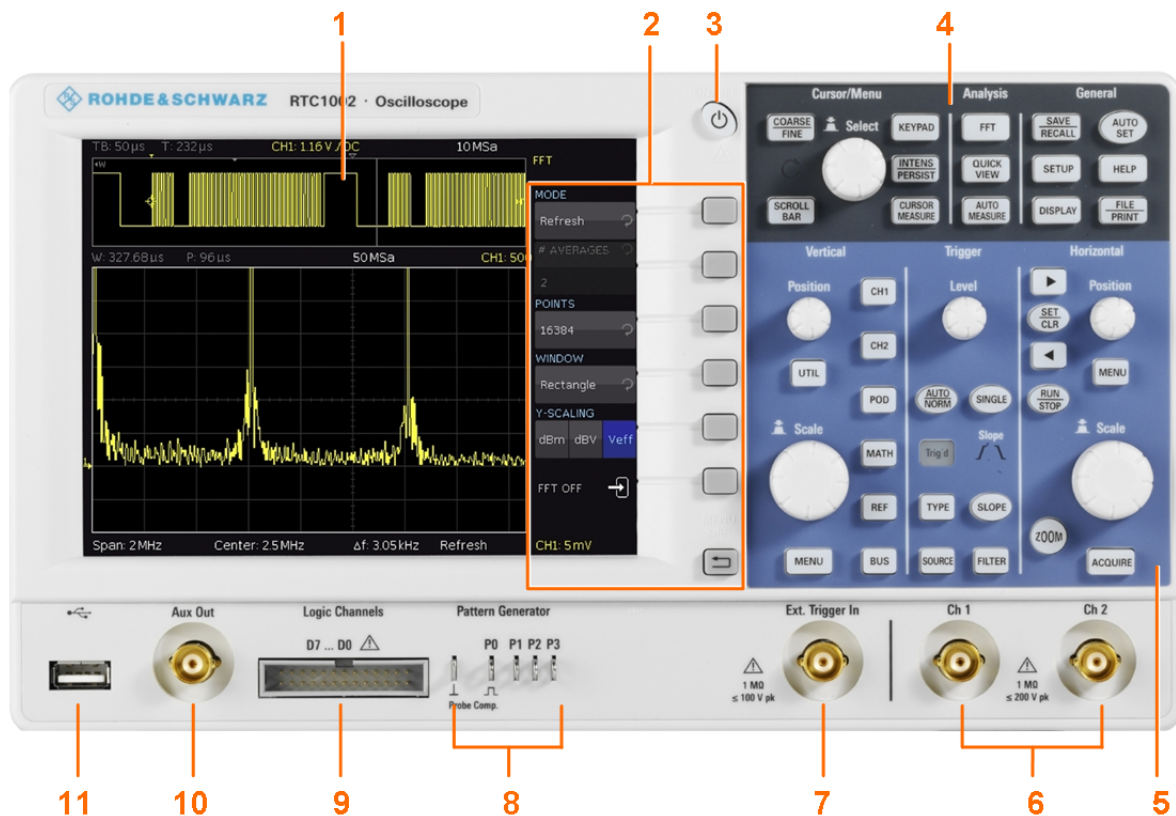 1
2
3
4
ROHDE&SCHWARZ RTC1002 · Oscilloscope
TB: 50µs T: 232µs CH1: 1.16 V / DC 10MSa
FFT
MODE
Refresh
# AVERAGES
2
W: 327.68µs P: 96µs 50MSa CH1: 500
POINTS
16384
WINDOW
Rectangle
Y-SCALING
dBm dBV Veff
FFT OFF
Span: 2MHz Center: 2.5MHz Δf: 3.05kHz Refresh CH1: 5mV
Cursor/Menu Analysis General
COARSE
FINE
Select
KEYPAD
FFT
SAVE
RECALL
AUTO
SET
INTENS
PERSIST
QUICK
VIEW
SETUP
HELP
SCROLL
BAR
CURSOR
MEASURE
AUTO
MEASURE
DISPLAY
FILE
PRINT
Vertical Trigger Horizontal
Position
CH1
Level
Position
SET
CLR
CH2
UTIL
MENU
POD
AUTO
NORM
SINGLE
RUN
STOP
Scale
MATH
Trig'd
Slope
Scale
REF
TYPE
SLOPE
ZOOM
MENU
BUS
SOURCE
FILTER
ACQUIRE
Aux Out
Logic Channels
D7 ... D0
Pattern Generator
P0 P1 P2 P3
Probe Comp.
Ext. Trigger In
1 MΩ
≤ 100 V pk
Ch 1
1 MΩ
≤ 200 V pk
Ch 2
11
10
9
8
7
6
5